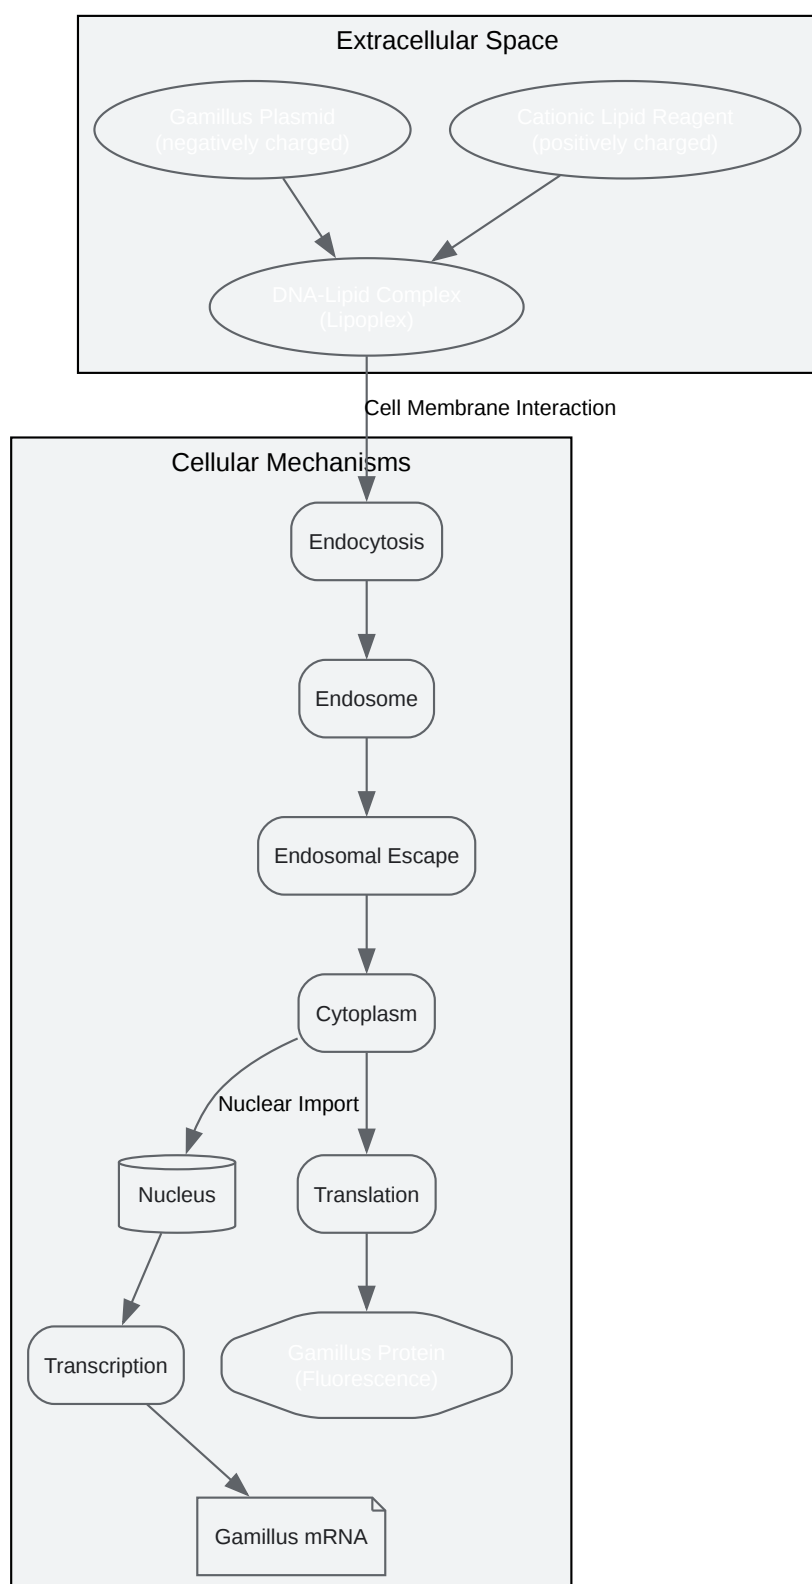 Extracellular Space
Gamillus Plasmid
(negatively charged)
Cationic Lipid Reagent
(positively charged)
DNA-Lipid Complex
(Lipoplex)
Cell Membrane Interaction
Cellular Mechanisms
Endocytosis
Endosome
Endosomal Escape
Cytoplasm
Nuclear Import
Nucleus
Translation
Transcription
Gamillus Protein
(Fluorescence)
Gamillus mRNA